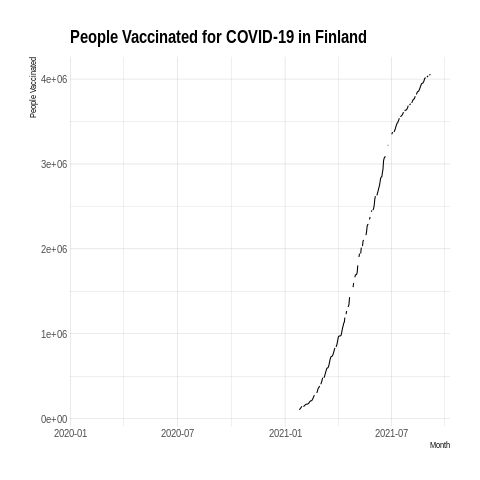 People Vaccinated for COVID-19 in Finland
People Vaccinated
4e+06
3e+06
2e+06
1e+06
0e+00
2020-01 2020-07 2021-01 2021-07
Month